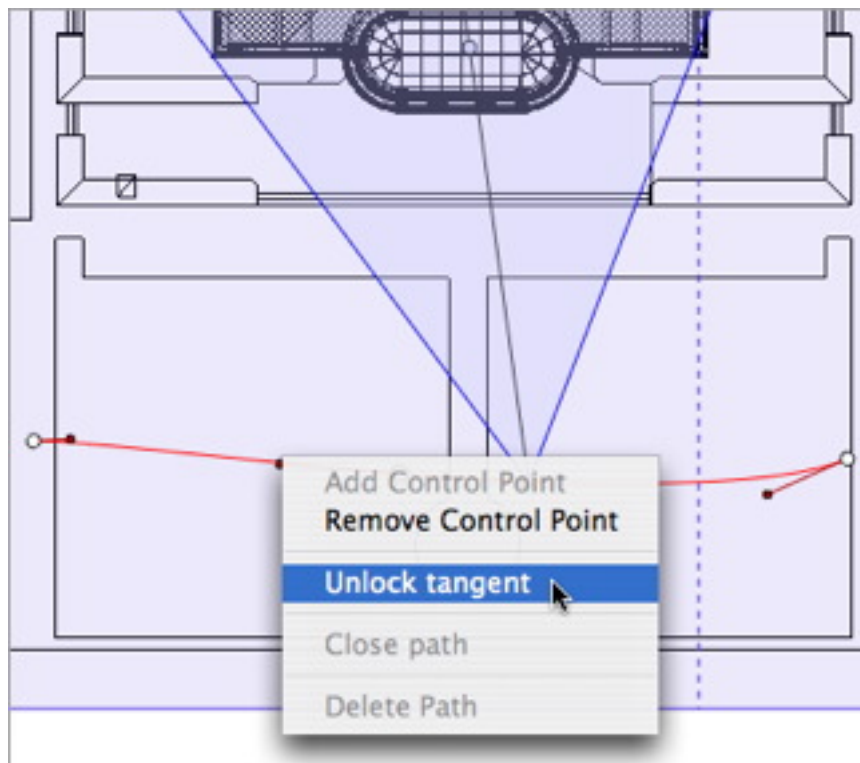 Add Control Point
Remove Control Point
Unlock tangent
Close path
Delete Path